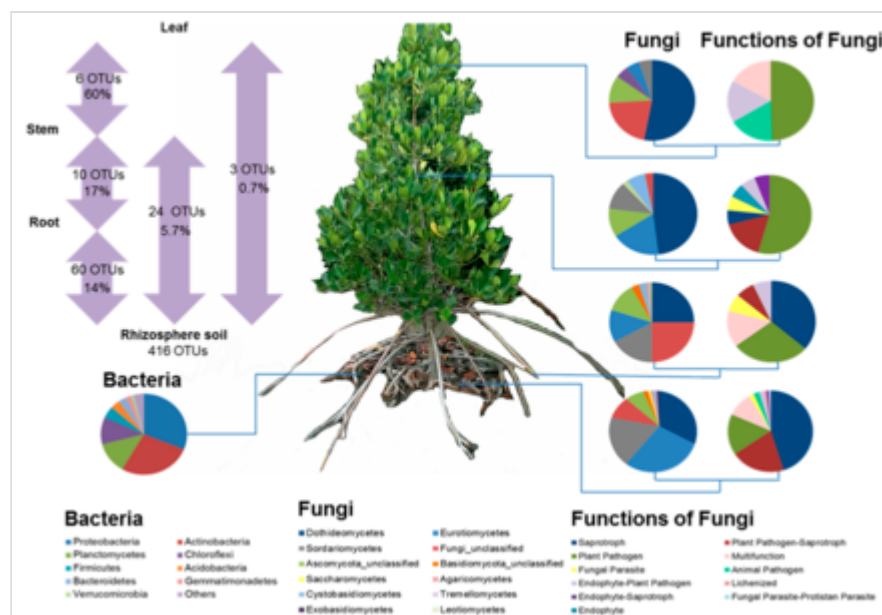 Leaf
Fungi Functions of Fungi
6 OTUs
60%
Stem
10 OTUs
17%
3 OTUs
0.7%
24 OTUs
5.7%
Root
60 OTUs
14%
Rhizosphere soil
416 OTUs
Bacteria
Bacteria
Proteobacteria Actinobacteria
Planctomycetes Chloroflexi
Firmicutes Acidobacteria
Bacteroidetes Gemmatimonadetes
Verrucomicrobia Others
Fungi
Dothideomycetes Eurotiomycetes
Sordariomycetes Fungi_unclassified
Ascomycota_unclassified Basidiomycota_unclassified
Saccharomycetes Agaricomycetes
Cystobasidiomycetes Tremellomycetes
Exobasidiomycetes Leotiomycetes
Functions of Fungi
Saprotroph Plant Pathogen-Saprotroph
Plant Pathogen Multifunction
Fungal Parasite Animal Pathogen
Endophyte-Plant Pathogen Lichenized
Endophyte-Saprotroph Fungal Parasite-Protistan Parasite
Endophyte